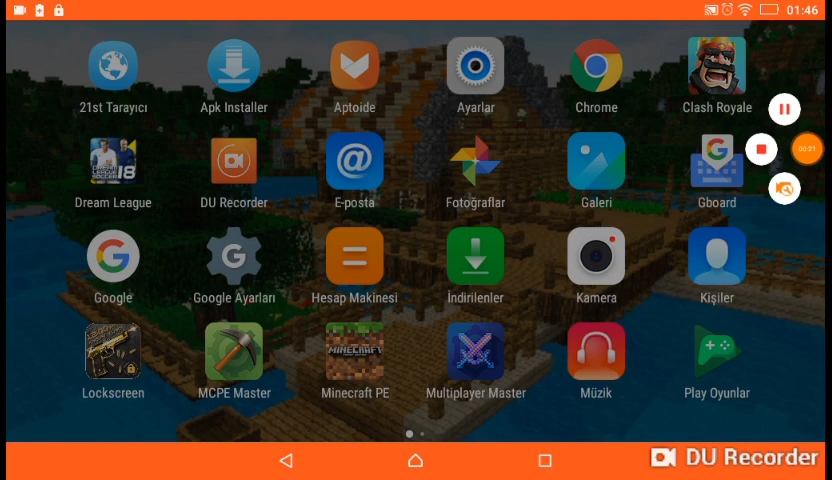 01:46
21st Tarayıcı
Apk Installer
Aptoide
Ayarlar
Chrome
Clash Royale
00:21
18
Dream League
DU Recorder
E-posta
Fotoğraflar
Galeri
Gboard
Google
Google Ayarları
Hesap Makinesi
İndirilenler
Kamera
Kişiler
MINECRAFT
Lockscreen
MCPE Master
Minecraft PE
Multiplayer Master
Müzik
Play Oyunlar
DU Recorder